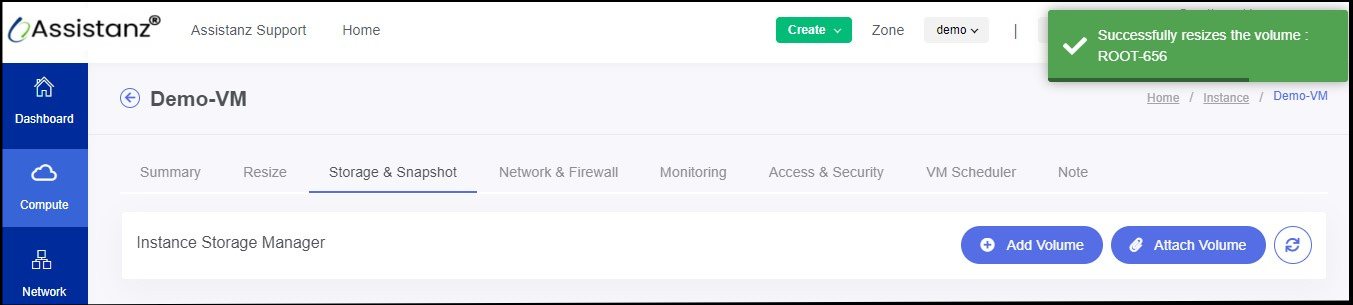 Assistanz®
Assistanz Support
Home
Create
Zone
demo
|
Successfully resizes the volume :
ROOT-656
Dashboard
Demo-VM
Home / Instance / Demo-VM
Compute
Summary
Resize
Storage & Snapshot
Network & Firewall
Monitoring
Access & Security
VM Scheduler
Note
Instance Storage Manager
Add Volume
Attach Volume
Network